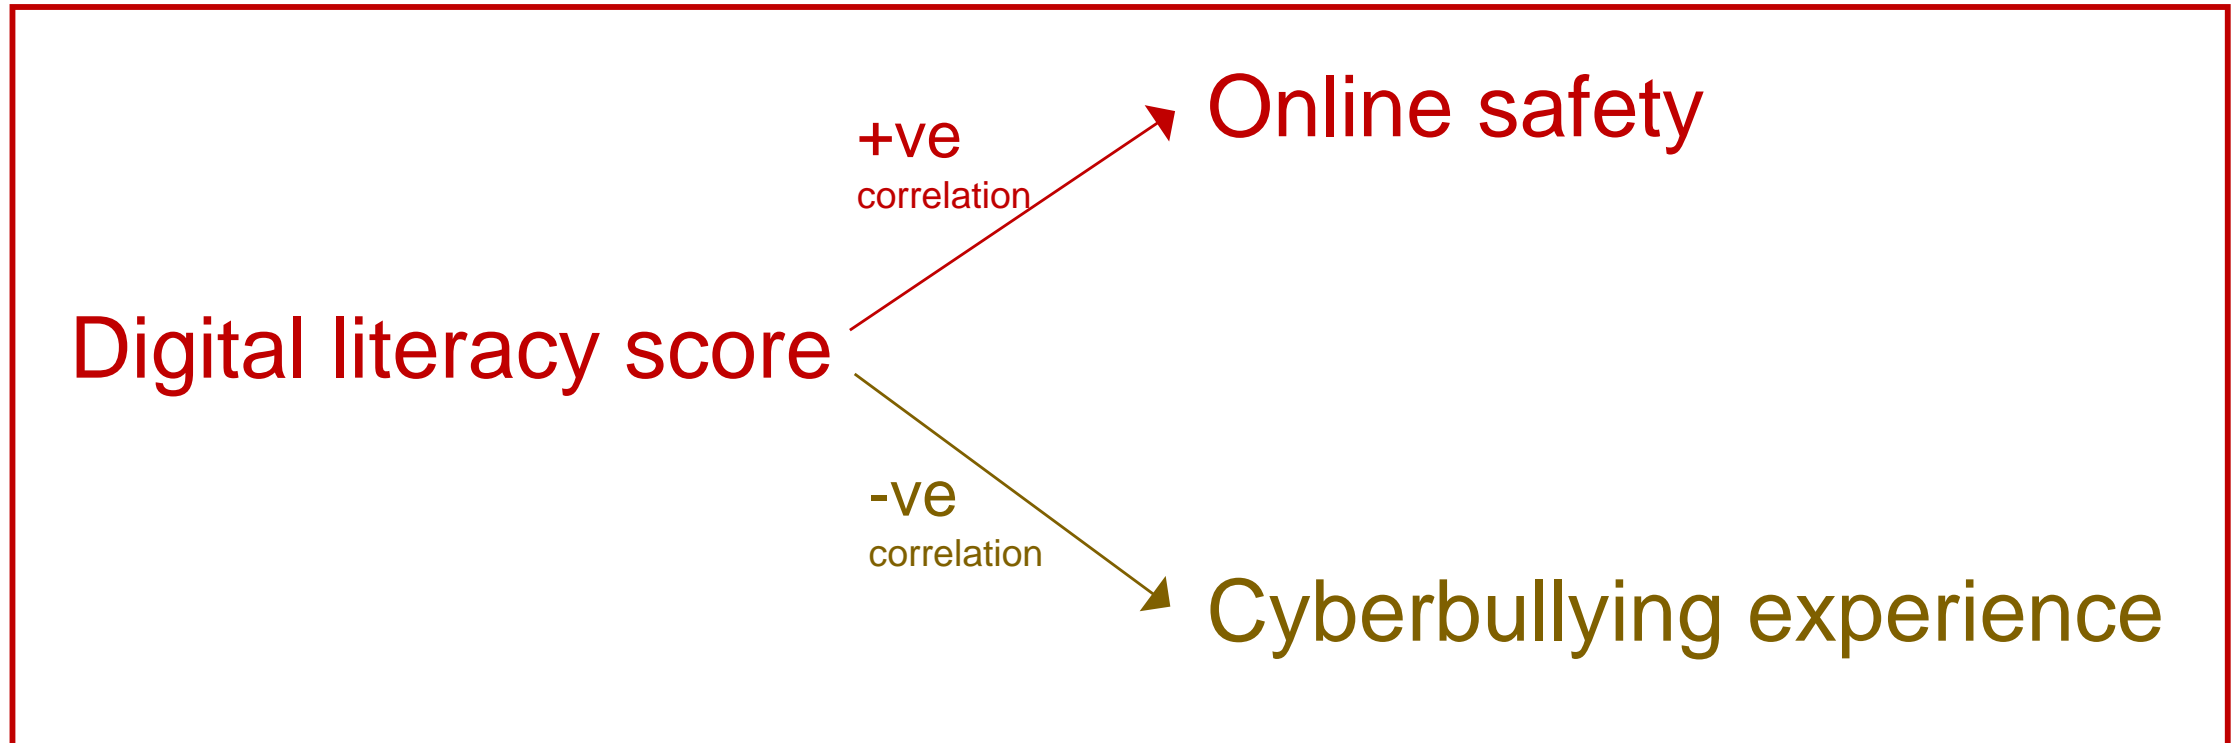 Online safety
+ve
correlation
Digital literacy score
-ve
correlation
Cyberbullying experience